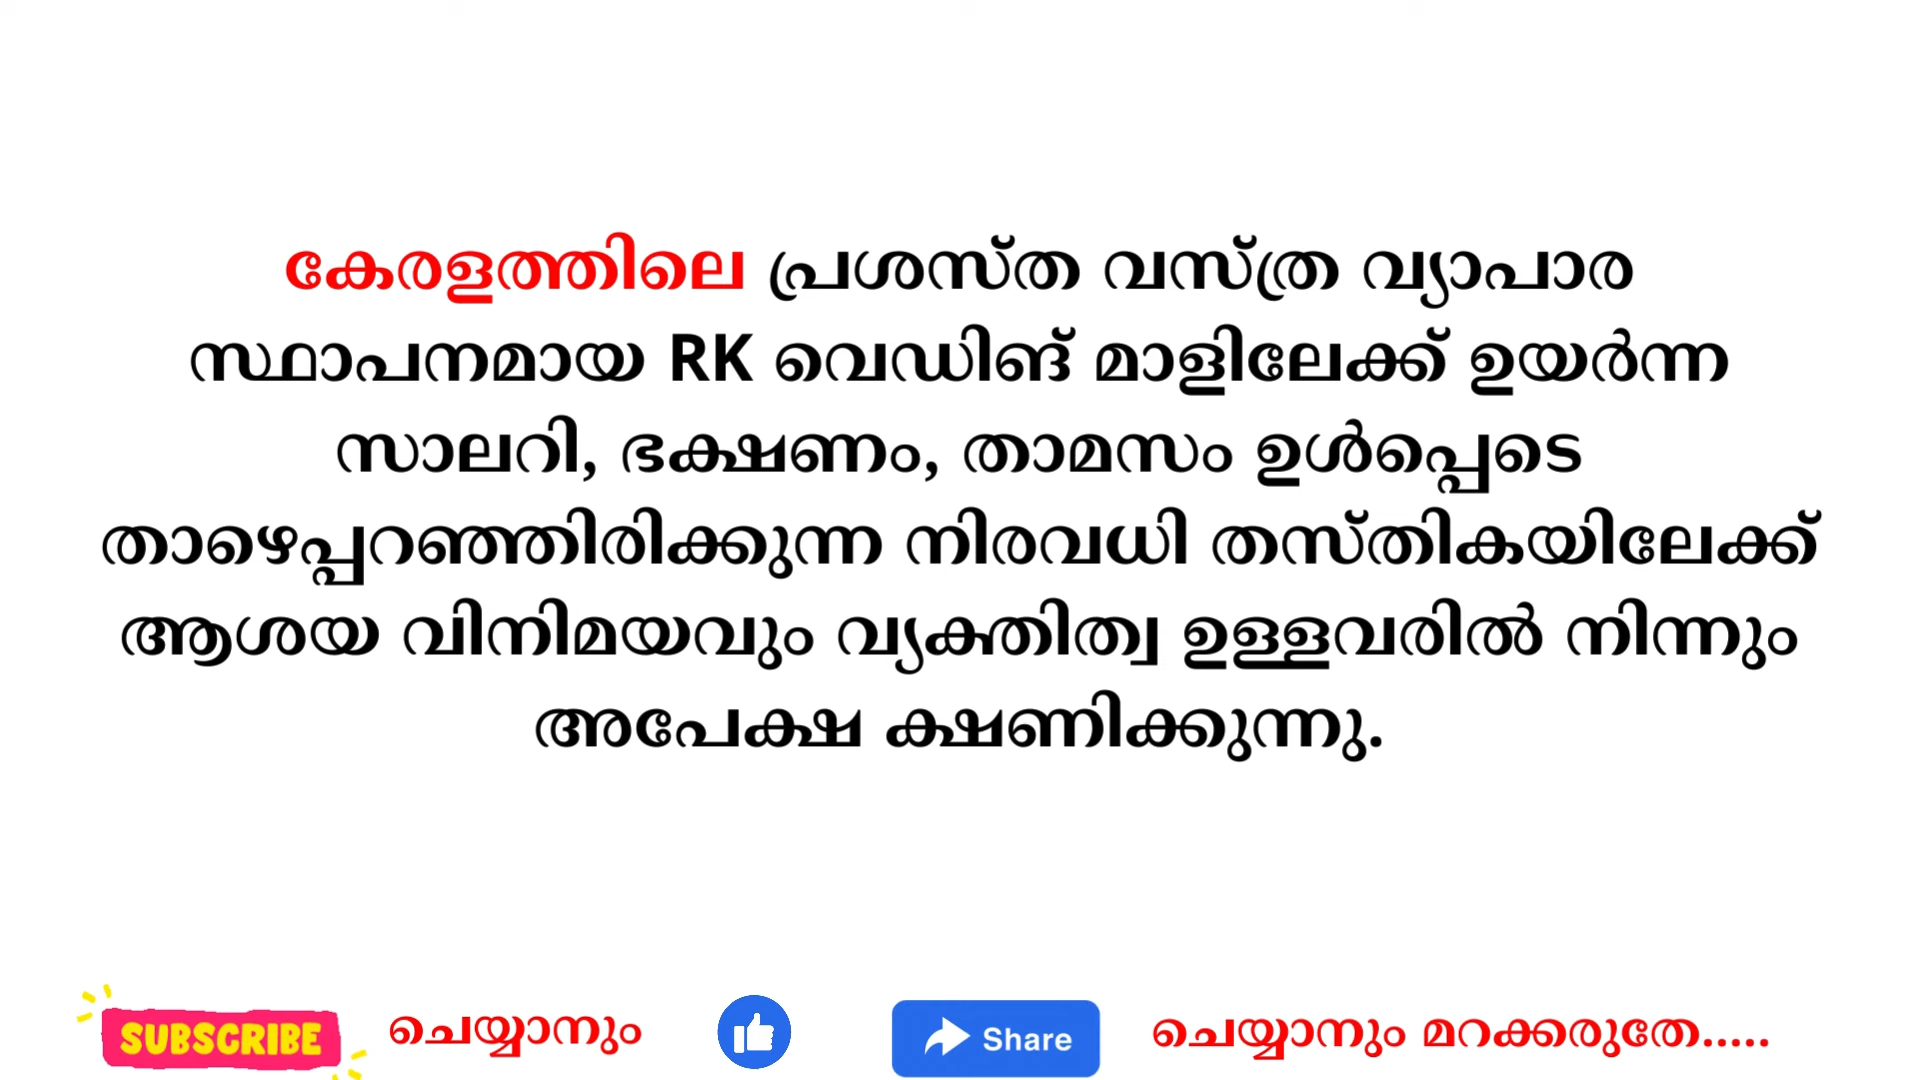 കേരളത്തിലെ പ്രശസ്ത വസ്ത്ര വ്യാപാര
സ്ഥാപനമായ RK വെഡിങ് മാളിലേക്ക് ഉയർന്ന
സാലറി, ഭക്ഷണം, താമസം ഉൾപ്പെടെ
താഴെപ്പറഞ്ഞിരിക്കുന്ന നിരവധി തസ്തികയിലേക്ക്
ആശയ വിനിമയവും വ്യക്തിത്വ ഉള്ളവരിൽ നിന്നും
അപേക്ഷ ക്ഷണിക്കുന്നു.
SUBSCRIBE ചെയ്യാനും Share ചെയ്യാനും മറക്കരുതേ.....